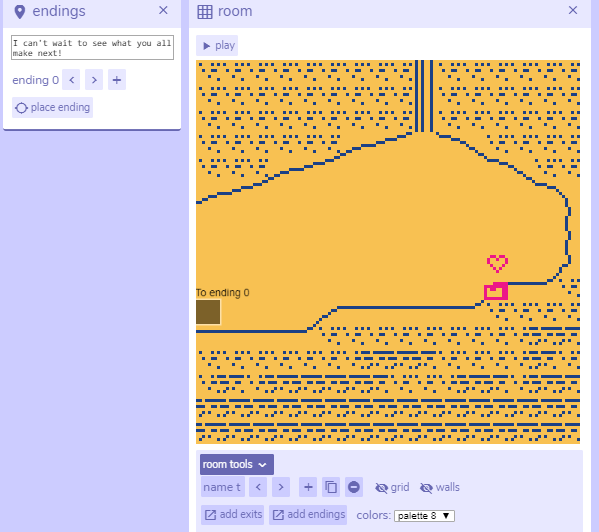 endings
I can't wait to see what you all
make next!
ending 0
place ending
room
play
To ending 0
room tools
name t
grid
walls
add exits
add endings
colors:
palette 8